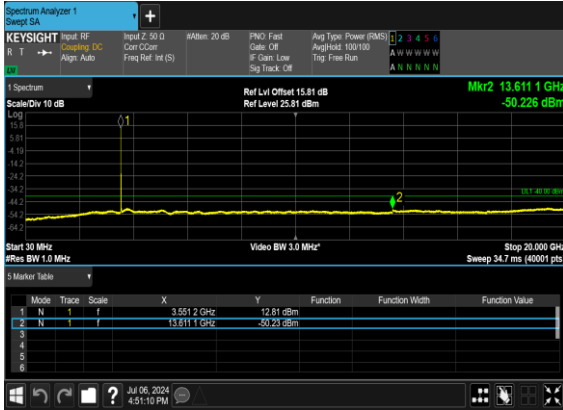 Spectrum Analyzer 1
Swept SA
+
KEYSIGHT Input: RF Input Z: 50 Ω #Atten: 20 dB PNO: Fast Avg Type: Power (RMS) 1 2 3 4 5 6
R T Coupling: DC Corr CCorr Gate: Off Avg|Hold: 100/100 A W W W W W
Align: Auto Freq Ref: Int (S) IF Gain: Low Trig: Free Run
Sig Track: Off A N N N N N
1 Spectrum
Ref Lvl Offset 15.81 dB Mkr2 13.611 1 GHz
Scale/Div 10 dB Ref Level 25.81 dBm -50.226 dBm
Log
15.8
5.81
-4.19
-14.2
-24.2
-34.2
-44.2
-54.2
-64.2
1
2
DL1 -40.00 dBm
Start 30 MHz Video BW 3.0 MHz* Stop 20.000 GHz
#Res BW 1.0 MHz Sweep 34.7 ms (40001 pts)
5 Marker Table
Mode Trace Scale X Y Function Function Width Function Value
1 N 1 f 3.551 2 GHz 12.81 dBm
2 N 1 f 13.611 1 GHz -50.23 dBm
3
4
5
6
? Jul 06, 2024
4:51:10 PM